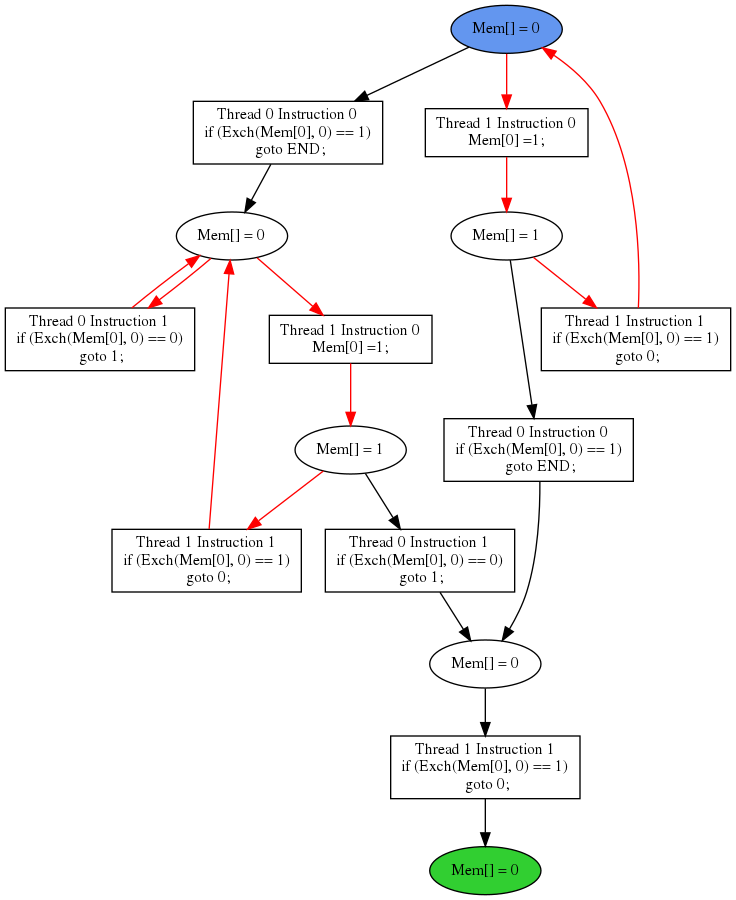 Mem[] = 0
Thread 0 Instruction 0
if (Exch(Mem[0], 0) == 1)
goto END;
Thread 1 Instruction 0
Mem[0] =1;
Mem[] = 0
Mem[] = 1
Thread 0 Instruction 1
if (Exch(Mem[0], 0) == 0)
goto 1;
Thread 1 Instruction 0
Mem[0] =1;
Thread 1 Instruction 1
if (Exch(Mem[0], 0) == 1)
goto 0;
Mem[] = 1
Thread 0 Instruction 0
if (Exch(Mem[0], 0) == 1)
goto END;
Thread 1 Instruction 1
if (Exch(Mem[0], 0) == 1)
goto 0;
Thread 0 Instruction 1
if (Exch(Mem[0], 0) == 0)
goto 1;
Mem[] = 0
Thread 1 Instruction 1
if (Exch(Mem[0], 0) == 1)
goto 0;
Mem[] = 0